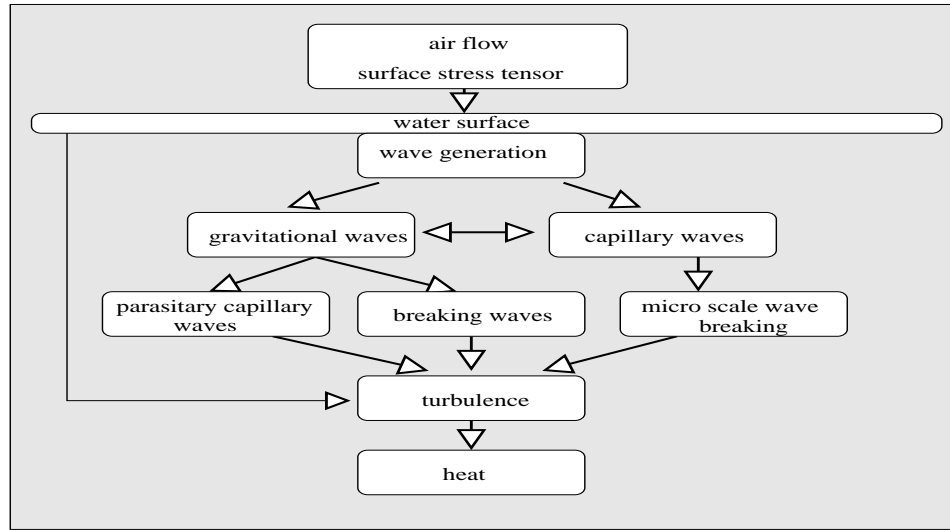 air flow
surface stress tensor
water surface
wave generation
gravitational waves
capillary waves
parasitary capillary
waves
breaking waves
micro scale wave
breaking
turbulence
heat